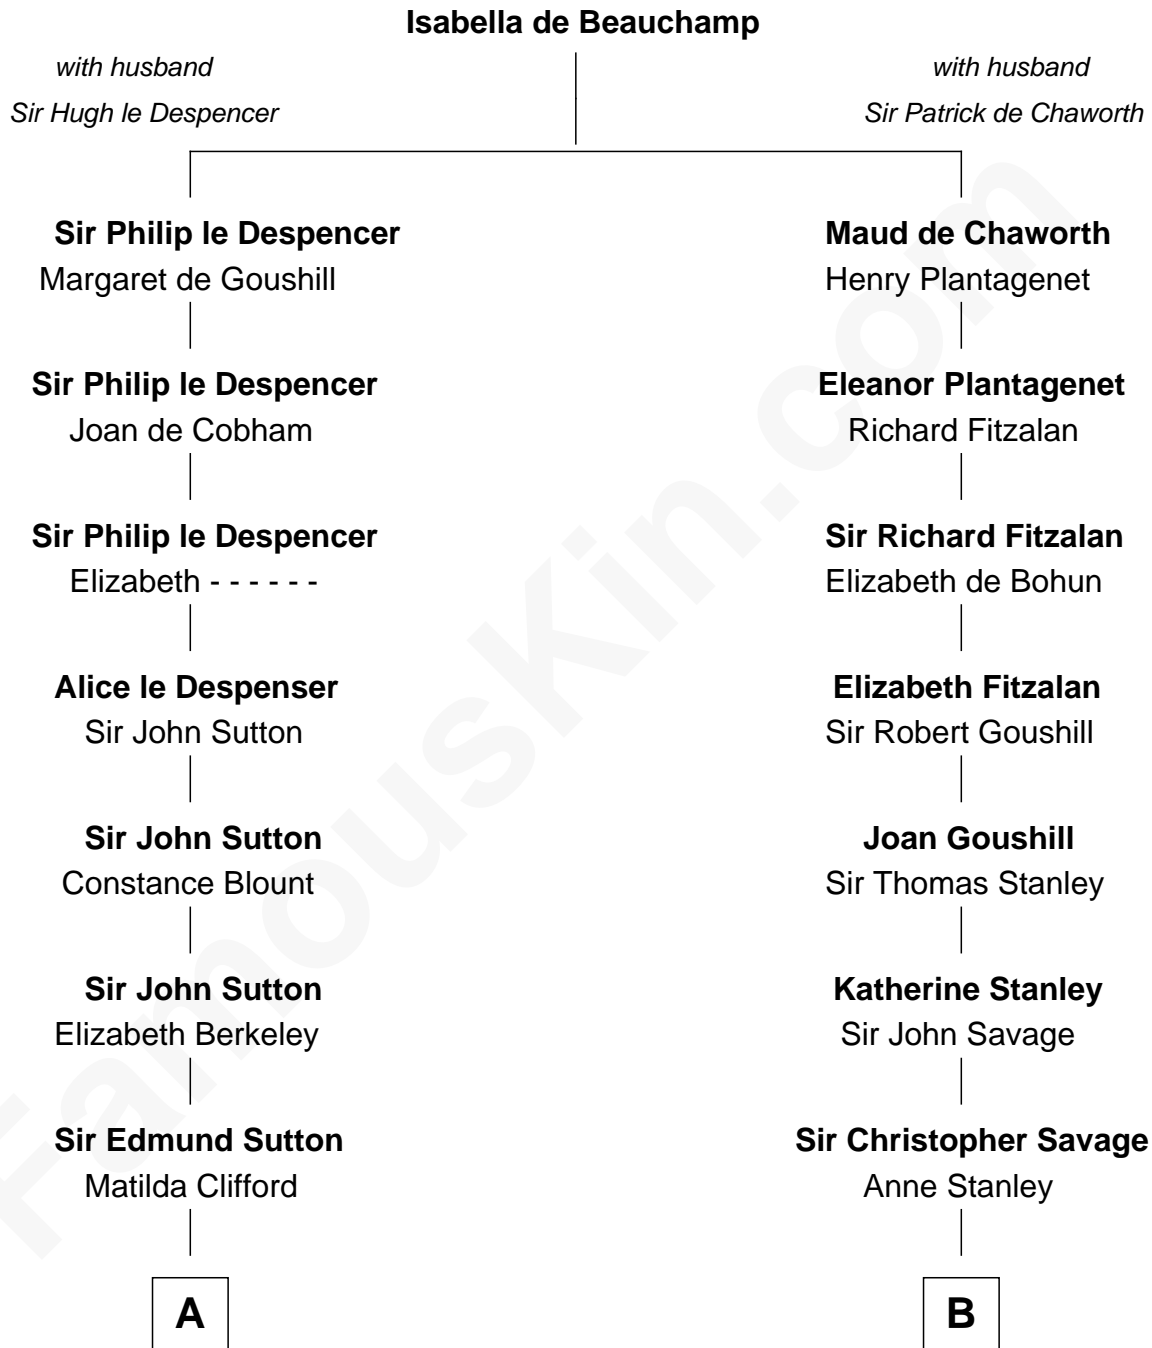 Isabella de Beauchamp
with husband
Sir Hugh le Despencer
with husband
Sir Patrick de Chaworth
Sir Philip le Despencer
Margaret de Goushill
Maud de Chaworth
Henry Plantagenet
Sir Philip le Despencer
Joan de Cobham
Eleanor Plantagenet
Richard Fitzalan
Sir Philip le Despencer
Elizabeth - - - - - -
Sir Richard Fitzalan
Elizabeth de Bohun
Alice le Despenser
Sir John Sutton
Elizabeth Fitzalan
Sir Robert Goushill
Sir John Sutton
Constance Blount
Joan Goushill
Sir Thomas Stanley
Sir John Sutton
Elizabeth Berkeley
Katherine Stanley
Sir John Savage
Sir Edmund Sutton
Matilda Clifford
Sir Christopher Savage
Anne Stanley
A
B
FamousKin.com